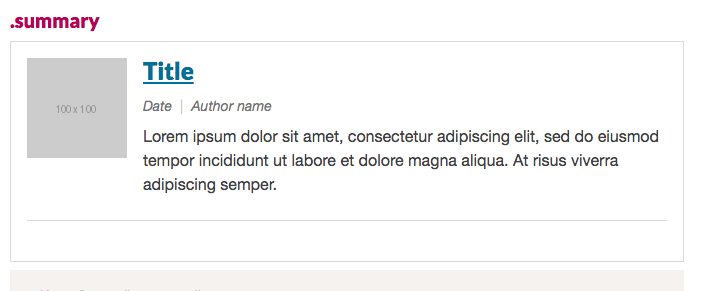 .summary
100 x 100
Title
Date | Author name
Lorem ipsum dolor sit amet, consectetur adipiscing elit, sed do eiusmod
tempor incididunt ut labore et dolore magna aliqua. At risus viverra
adipiscing semper.